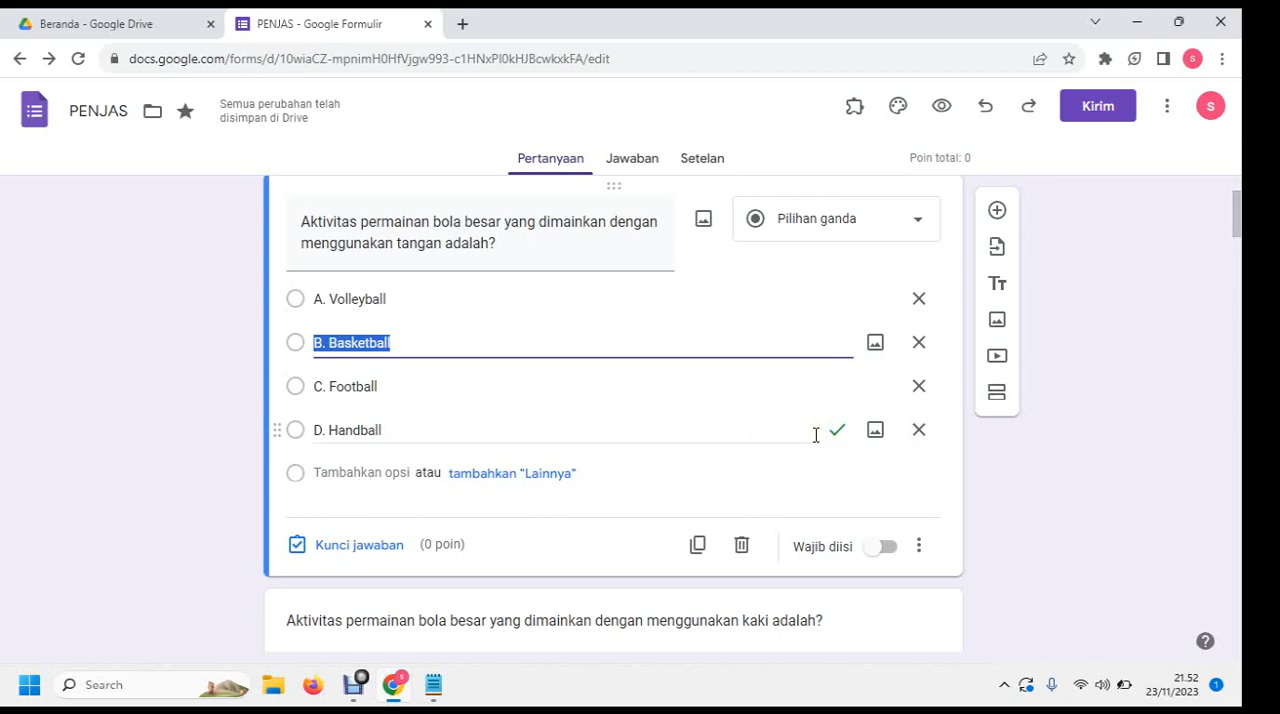 Beranda - Google Drive
PENJAS - Google Formulir
docs.google.com/forms/d/10wiaCZ-mpnimH0HfVjgw993-c1HNxPl0kHJBcwkxkFA/edit
S
PENJAS
Semua perubahan telah
disimpan di Drive
Kirim
S
Pertanyaan
Jawaban
Setelan
Poin total: 0
Aktivitas permainan bola besar yang dimainkan dengan
menggunakan tangan adalah?
Pilihan ganda
Tт
A. Volleyball
B. Basketball
C. Football
D. Handball
Tambahkan opsi atau tambahkan "Lainnya"
Kunci jawaban (0 poin)
Wajib diisi
Aktivitas permainan bola besar yang dimainkan dengan menggunakan kaki adalah?
Search
21.52
23/11/2023
1